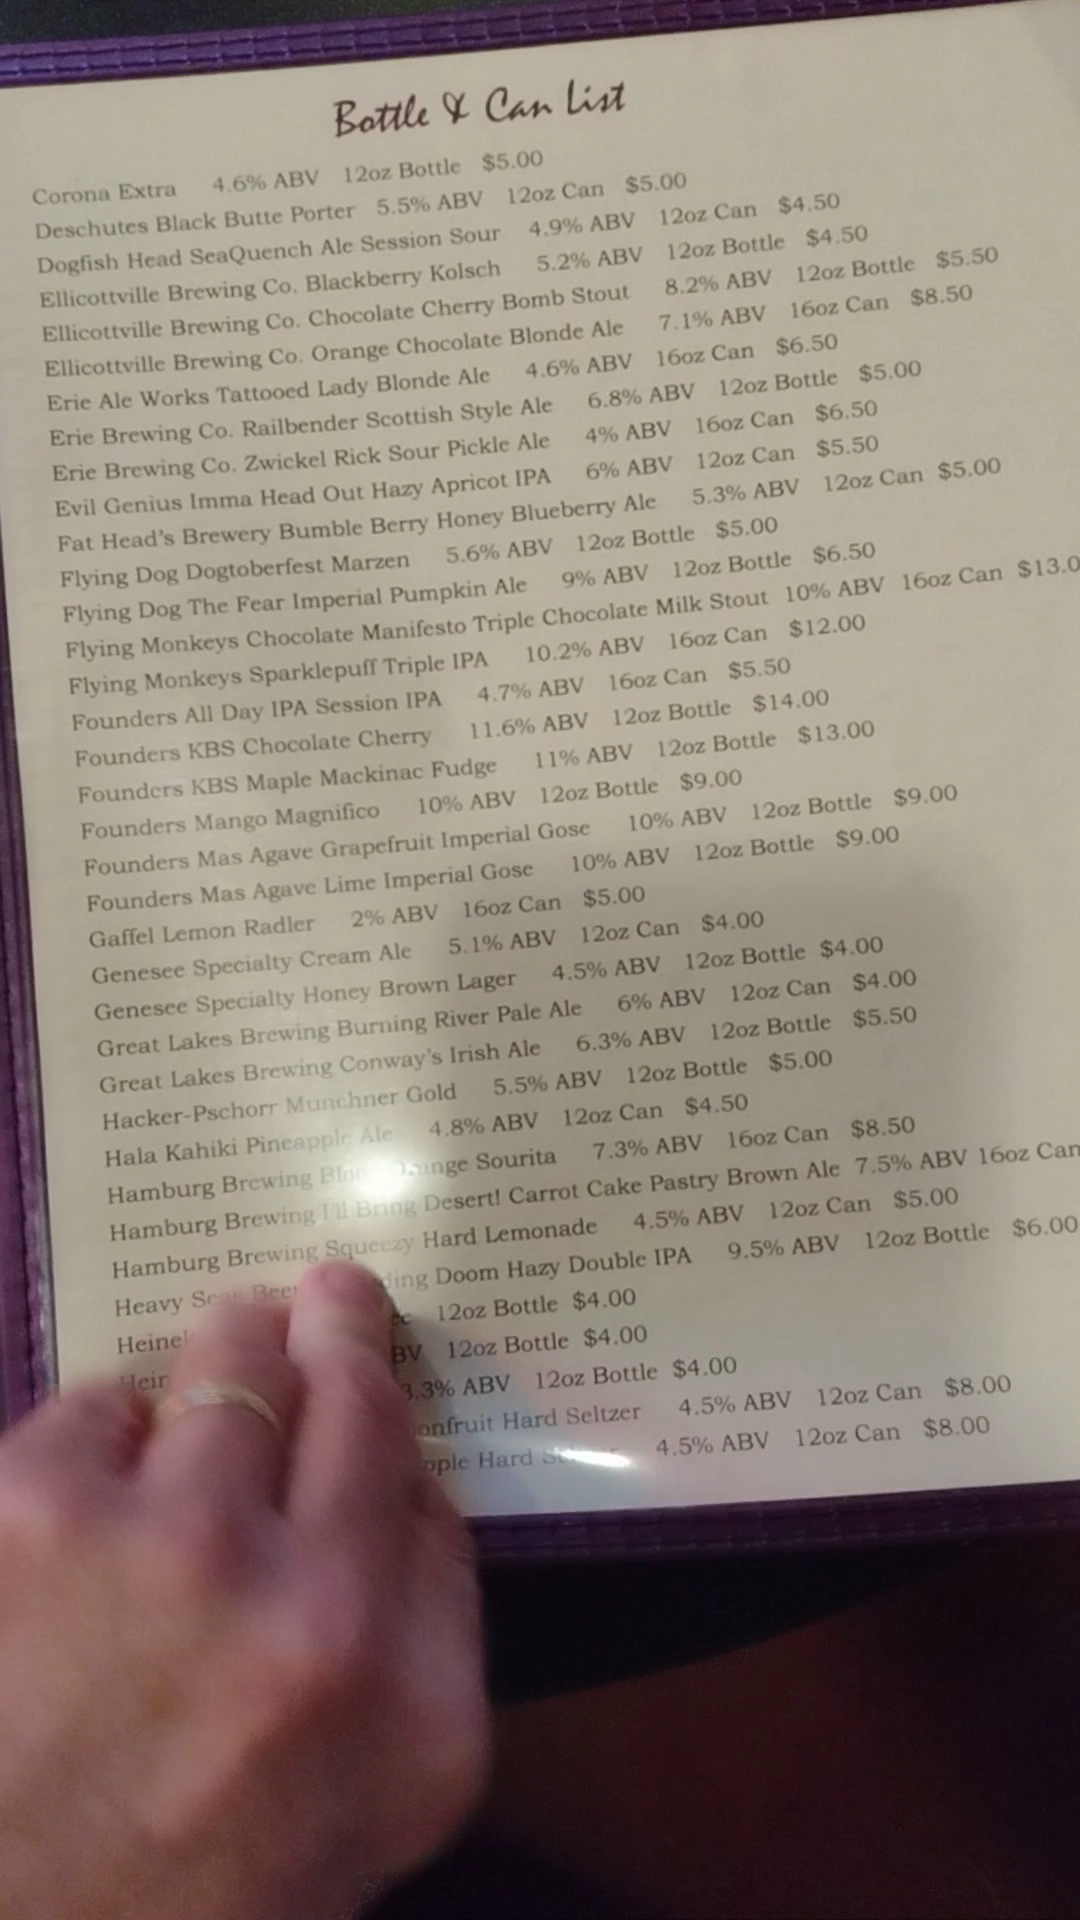 Bottle & Can List
Corona Extra 4.6% ABV 12oz Bottle $5.00
Deschutes Black Butte Porter 5.5% ABV 12oz Can $5.00
Dogfish Head SeaQuench Ale Session Sour 4.9% ABV 12oz Can $4.50
Ellicottville Brewing Co. Blackberry Kolsch 5.2% ABV 12oz Bottle $4.50
Ellicottville Brewing Co. Chocolate Cherry Bomb Stout 8.2% ABV 12oz Bottle $5.50
Ellicottville Brewing Co. Orange Chocolate Blonde Ale 7.1% ABV 16oz Can $8.50
Erie Ale Works Tattooed Lady Blonde Ale 4.6% ABV 16oz Can $6.50
Erie Brewing Co. Railbender Scottish Style Ale 6.8% ABV 12oz Bottle $5.00
Erie Brewing Co. Zwickel Rick Sour Pickle Ale 4% ABV 16oz Can $6.50
Evil Genius Imma Head Out Hazy Apricot IPA 6% ABV 12oz Can $5.50
Fat Head's Brewery Bumble Berry Honey Blueberry Ale 5.3% ABV 12oz Can $5.00
Flying Dog Dogtoberfest Marzen 5.6% ABV 12oz Bottle $5.00
Flying Dog The Fear Imperial Pumpkin Ale 9% ABV 12oz Bottle $6.50
Flying Monkeys Chocolate Manifesto Triple Chocolate Milk Stout 10% ABV 16oz Can $13.0
Flying Monkeys Sparklepuff Triple IPA 10.2% ABV 16oz Can $12.00
Founders All Day IPA Session IPA 4.7% ABV 16oz Can $5.50
Founders KBS Chocolate Cherry 11.6% ABV 12oz Bottle $14.00
Founders KBS Maple Mackinac Fudge 11% ABV 12oz Bottle $13.00
Founders Mango Magnifico 10% ABV 12oz Bottle $9.00
Founders Mas Agave Grapefruit Imperial Gose 10% ABV 12oz Bottle $9.00
Founders Mas Agave Lime Imperial Gose 10% ABV 12oz Bottle $9.00
Gaffel Lemon Radler 2% ABV 16oz Can $5.00
Genesee Specialty Cream Ale 5.1% ABV 12oz Can $4.00
Genesee Specialty Honey Brown Lager 4.5% ABV 12oz Bottle $4.00
Great Lakes Brewing Burning River Pale Ale 6% ABV 12oz Can $4.00
Great Lakes Brewing Conway's Irish Ale 6.3% ABV 12oz Bottle $5.50
Hacker-Pschorr Munchner Gold 5.5% ABV 12oz Bottle $5.00
Hala Kahiki Pineapple Ale 4.8% ABV 12oz Can $4.50
Hamburg Brewing Blood Orange Sourita 7.3% ABV 16oz Can $8.50
Hamburg Brewing I'll Bring Desert! Carrot Cake Pastry Brown Ale 7.5% ABV 16oz Can
Hamburg Brewing Squeezy Hard Lemonade 4.5% ABV 12oz Can $5.00
Heavy Seas Beer Doom Hazy Double IPA 9.5% ABV 12oz Bottle $6.00
12oz Bottle $4.00
12oz Bottle $4.00
3.3% ABV 12oz Bottle $4.00
Hard Seltzer 4.5% ABV 12oz Can $8.00
Hard 4.5% ABV 12oz Can $8.00